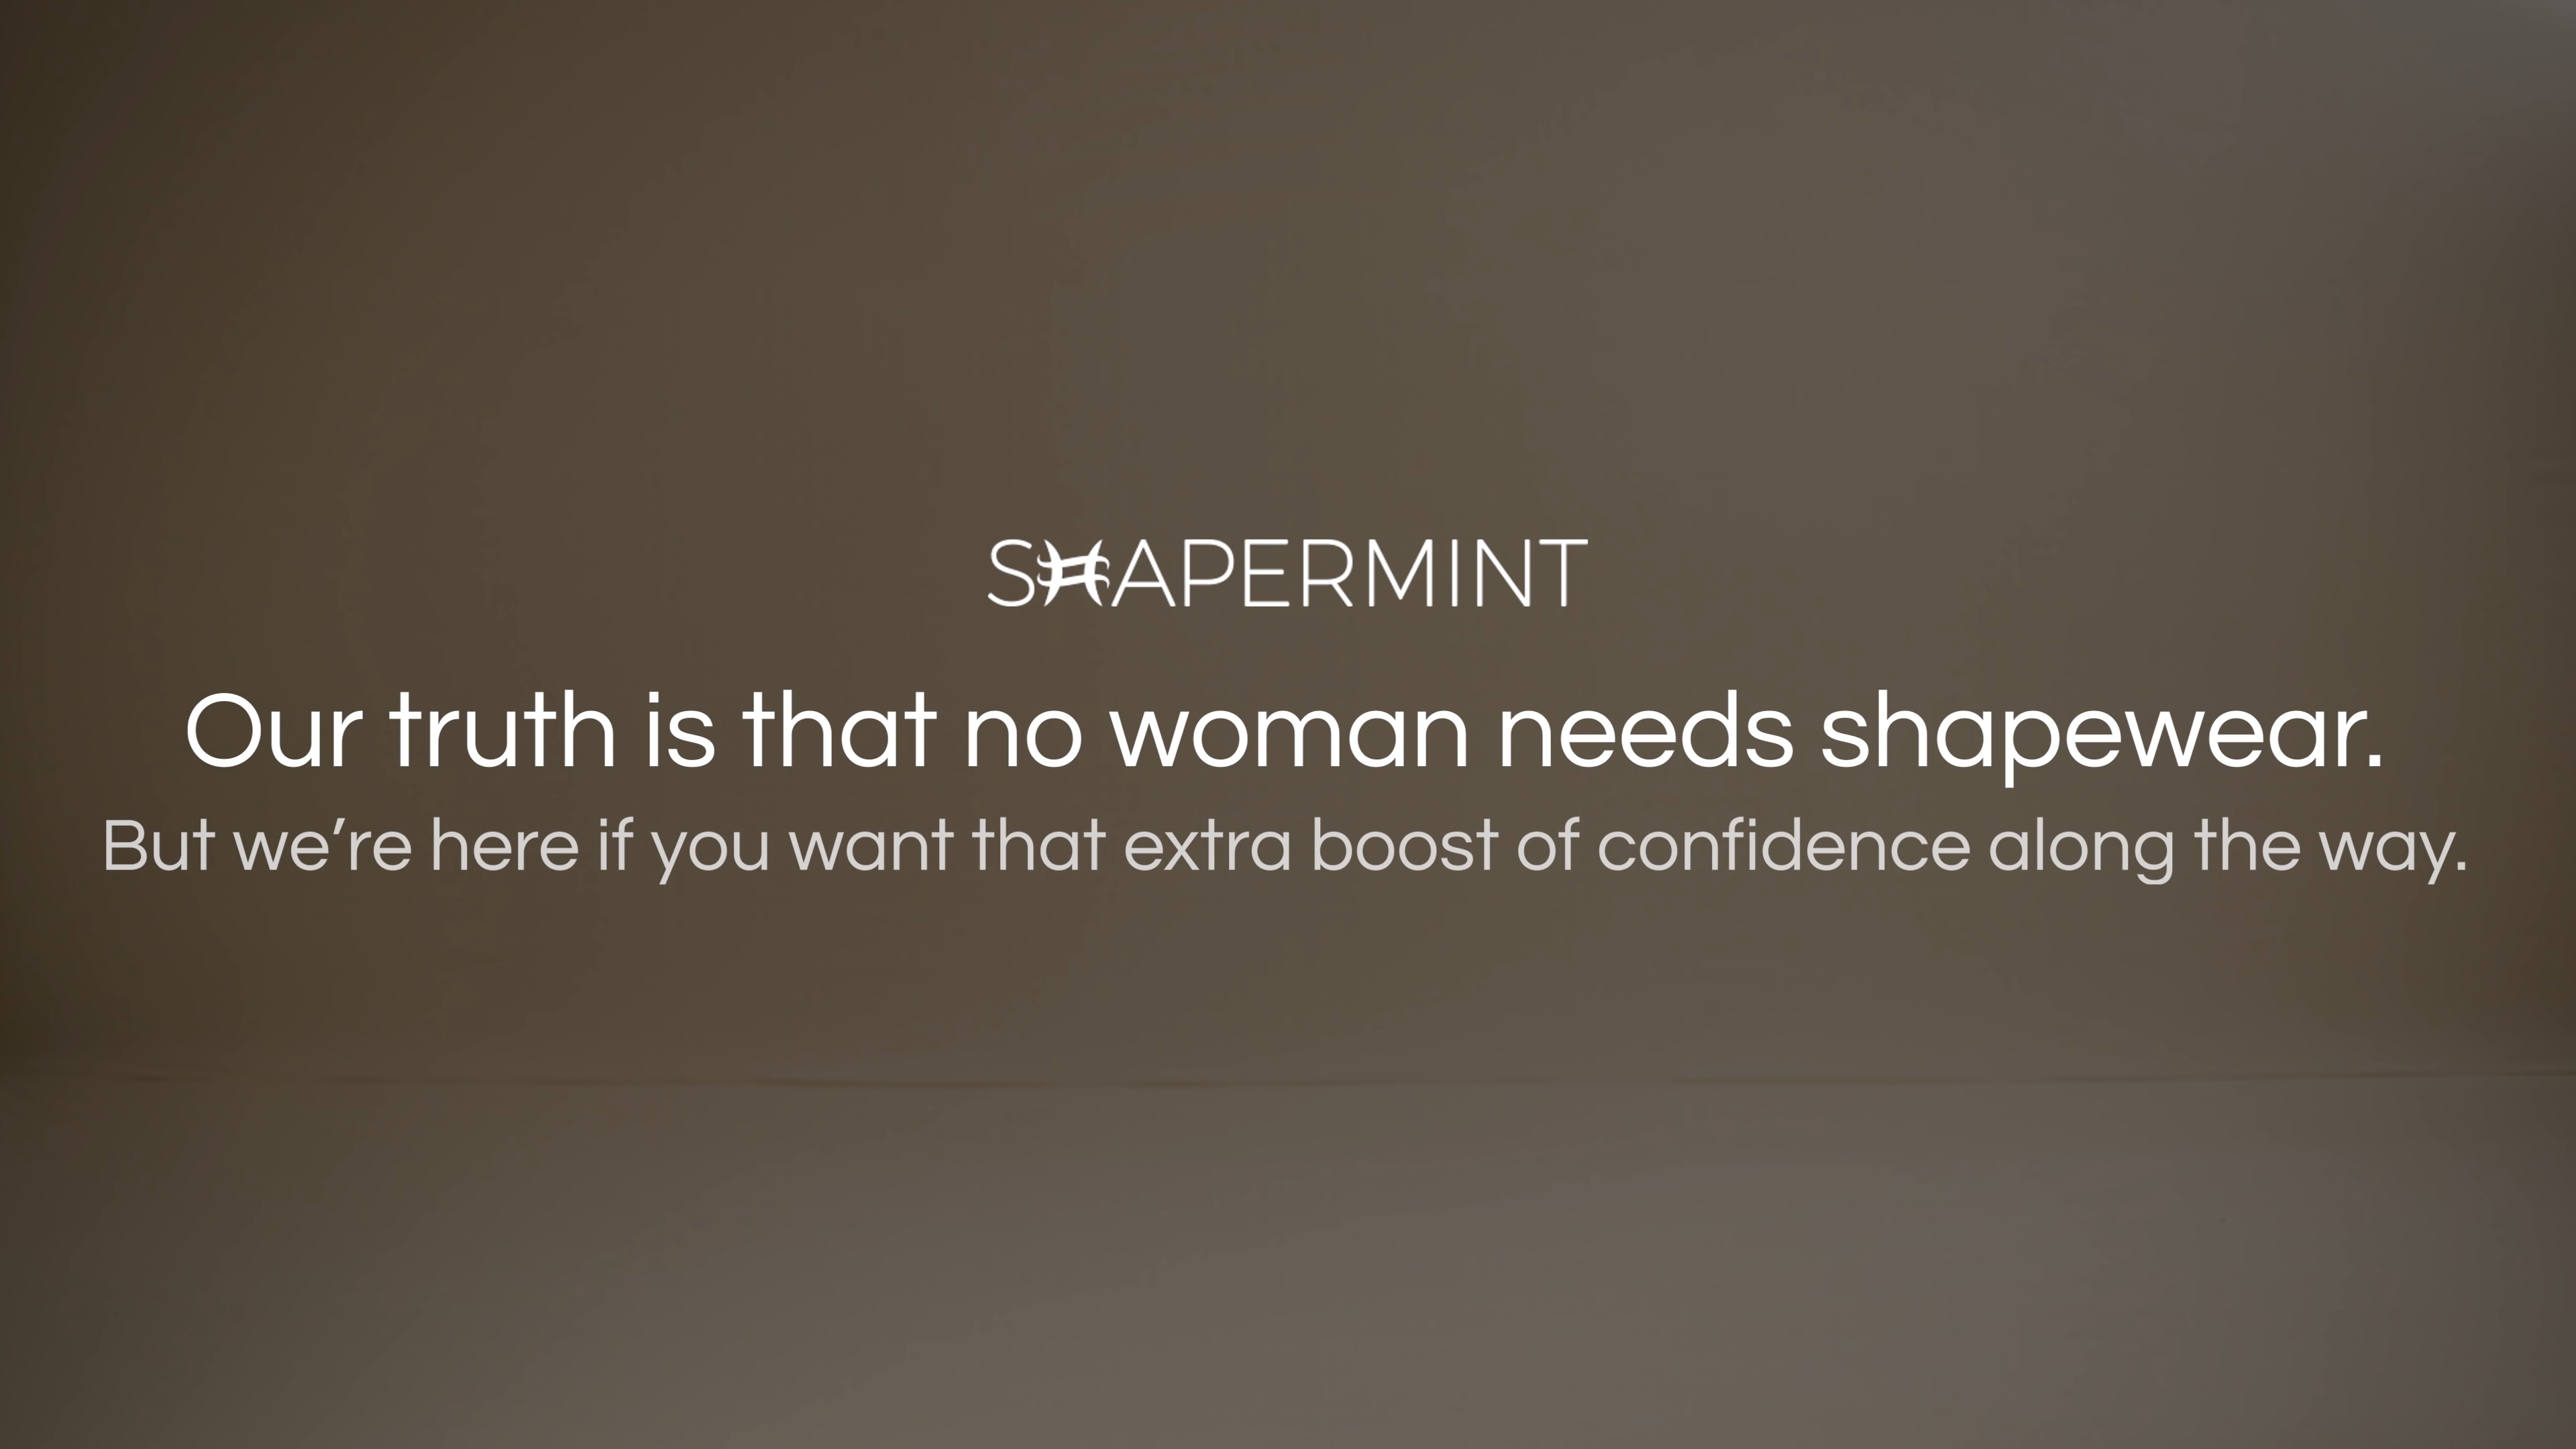 SHAPERMINT
Our truth is that no woman needs shapewear.
But we’re here if you want that extra boost of confidence along the way.